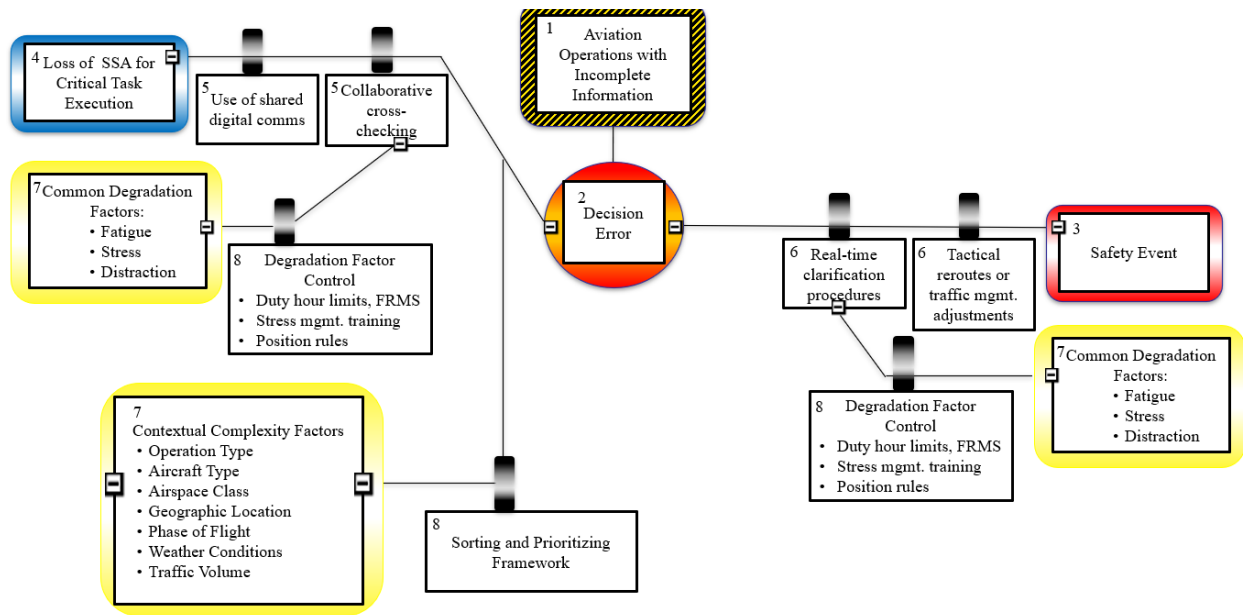 1
Aviation
Operations with
Incomplete
Information
4
Loss of SSA for
Critical Task
Execution
5
Use of shared
digital comms
5
Collaborative
cross-
checking
2
Decision
Error
6
Real-time
clarification
procedures
6
Tactical
reroutes or
traffic mgmt.
adjustments
3
Safety Event
7
Common Degradation
Factors:
• Fatigue
• Stress
• Distraction
8
Degradation Factor
Control
• Duty hour limits, FRMS
• Stress mgmt. training
• Position rules
7
Common Degradation
Factors:
• Fatigue
• Stress
• Distraction
8
Degradation Factor
Control
• Duty hour limits, FRMS
• Stress mgmt. training
• Position rules
7
Contextual Complexity Factors
• Operation Type
• Aircraft Type
• Airspace Class
• Geographic Location
• Phase of Flight
• Weather Conditions
• Traffic Volume
8
Sorting and Prioritizing
Framework